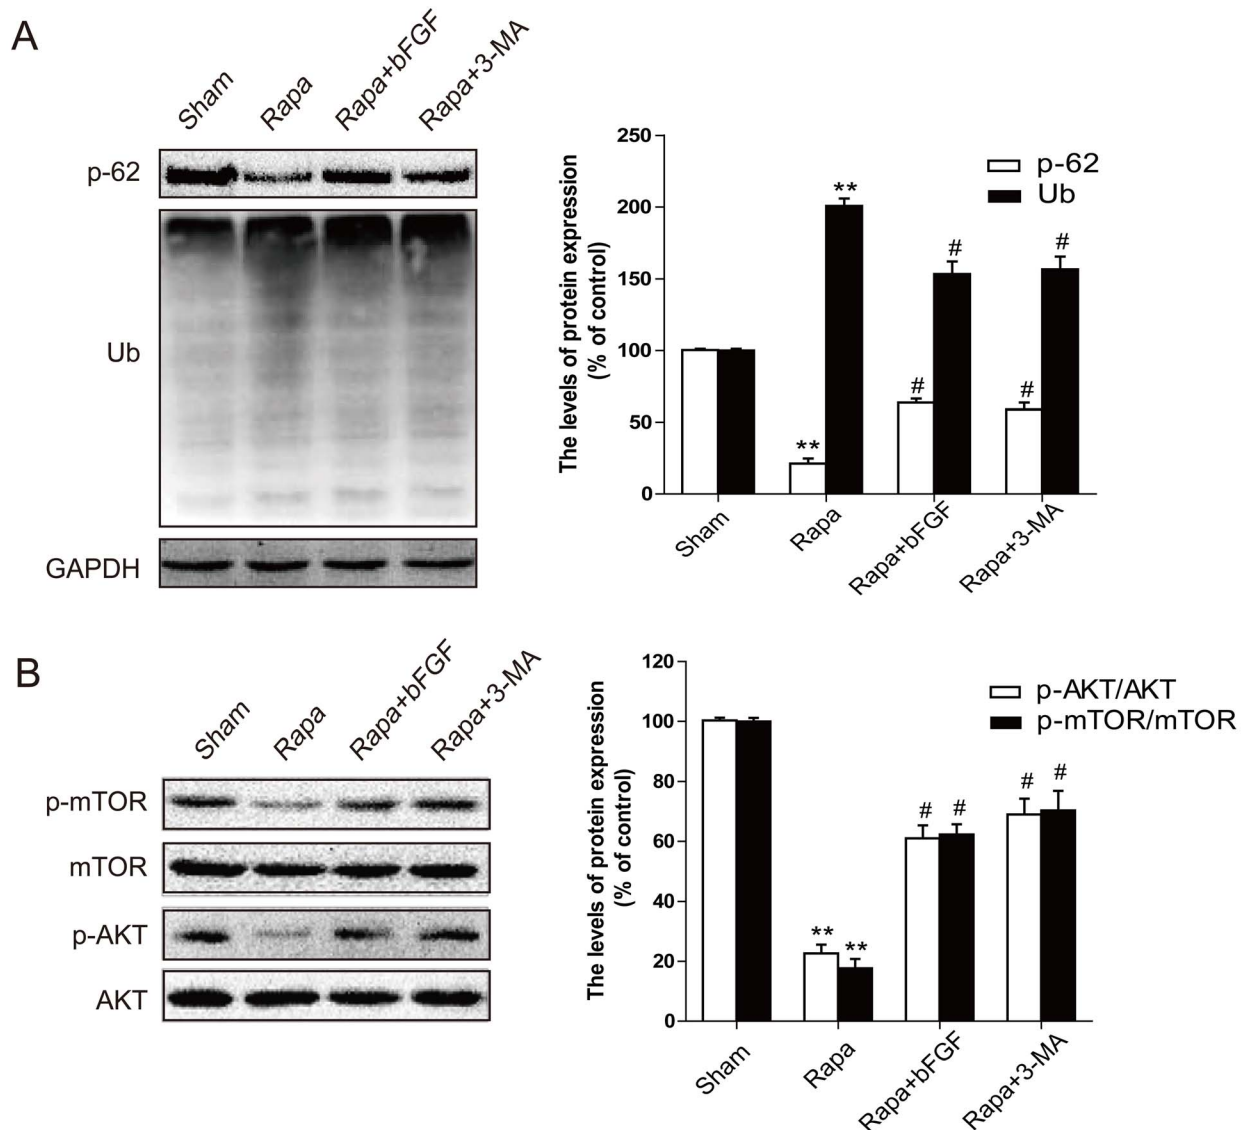 A
Sham
Rapa
Rapa+bFGF
Rapa+3-MA
p-62
Ub
GAPDH
The levels of protein expression
(% of control)
250
200
150
100
50
0
p-62
Ub
**
**
#
#
#
#
Sham
Rapa
Rapa+bFGF
Rapa+3-MA
B
Sham
Rapa
Rapa+bFGF
Rapa+3-MA
p-mTOR
mTOR
p-AKT
AKT
The levels of protein expression
(% of control)
120
100
80
60
40
20
0
p-AKT/AKT
p-mTOR/mTOR
**
**
#
#
#
#
Sham
Rapa
Rapa+bFGF
Rapa+3-MA